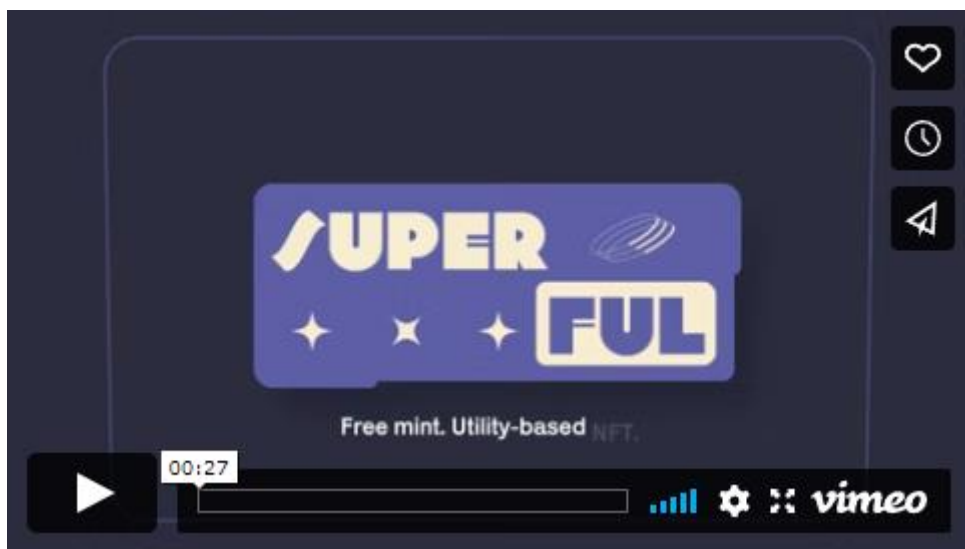 SUPER
FUL
Free mint. Utility-based NFT.
00:27
vimeo